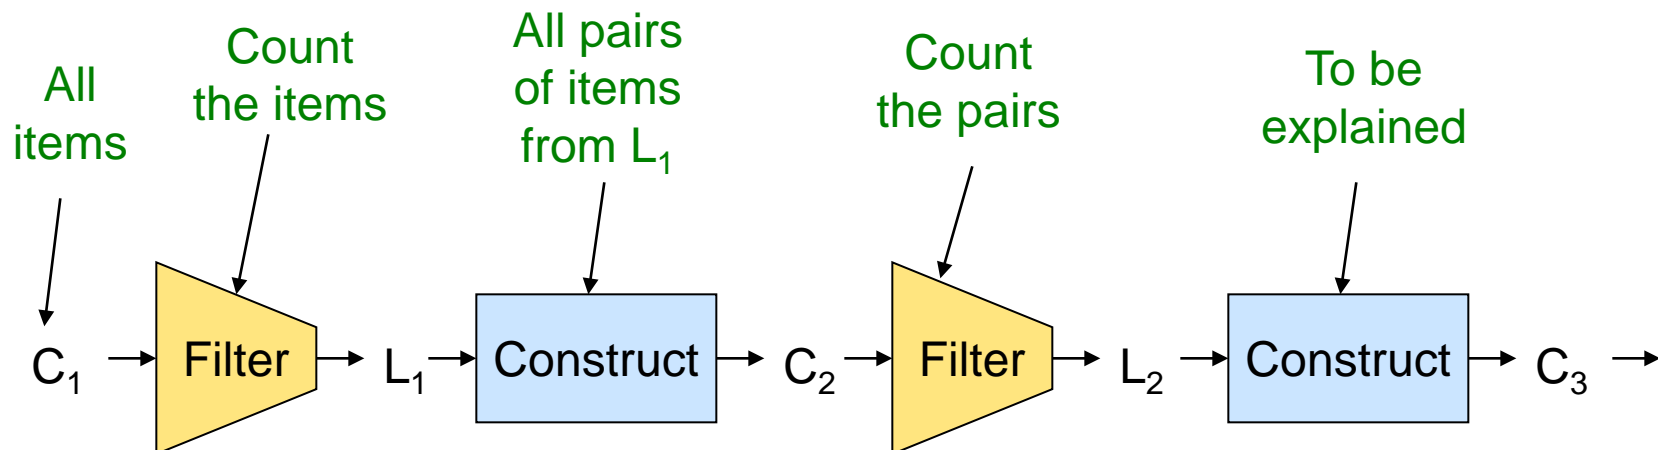 All
items
Count
the items
All pairs
of items
from L₁
Count
the pairs
To be
explained
C₁
Filter
L₁
Construct
C₂
Filter
L₂
Construct
C₃